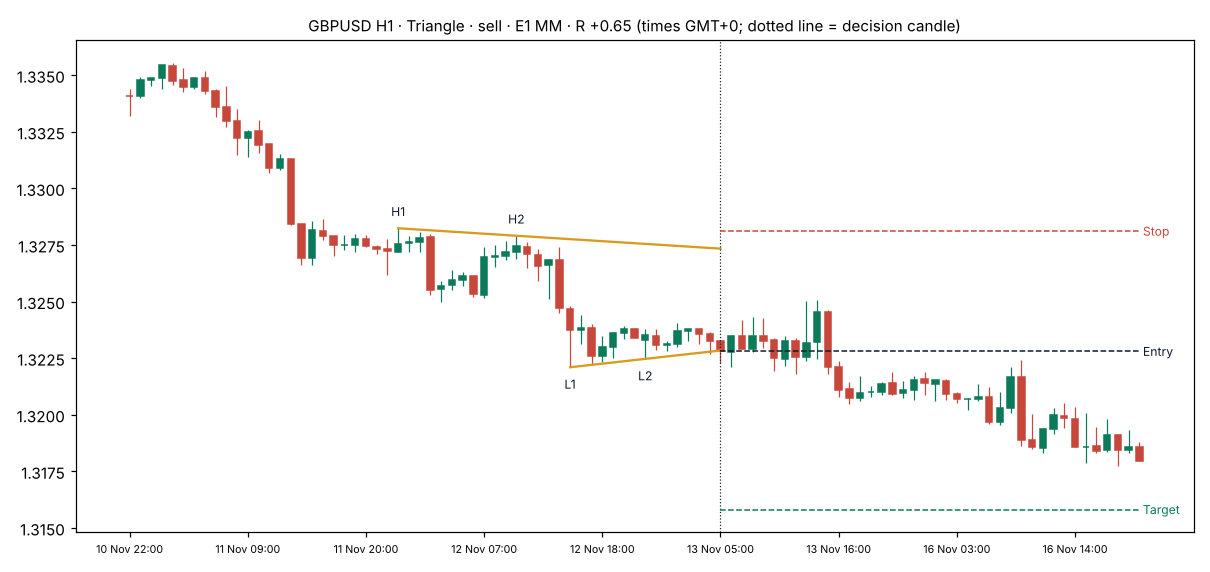 GBPUSD H1 · Triangle · sell · E1 MM · R +0.65 (times GMT+0; dotted line = decision candle)
1.3350
1.3325
1.3300
1.3275
1.3250
1.3225
1.3200
1.3175
1.3150
H1
H2
L1
L2
Stop
Entry
Target
10 Nov 22:00
11 Nov 09:00
11 Nov 20:00
12 Nov 07:00
12 Nov 18:00
13 Nov 05:00
13 Nov 16:00
16 Nov 03:00
16 Nov 14:00